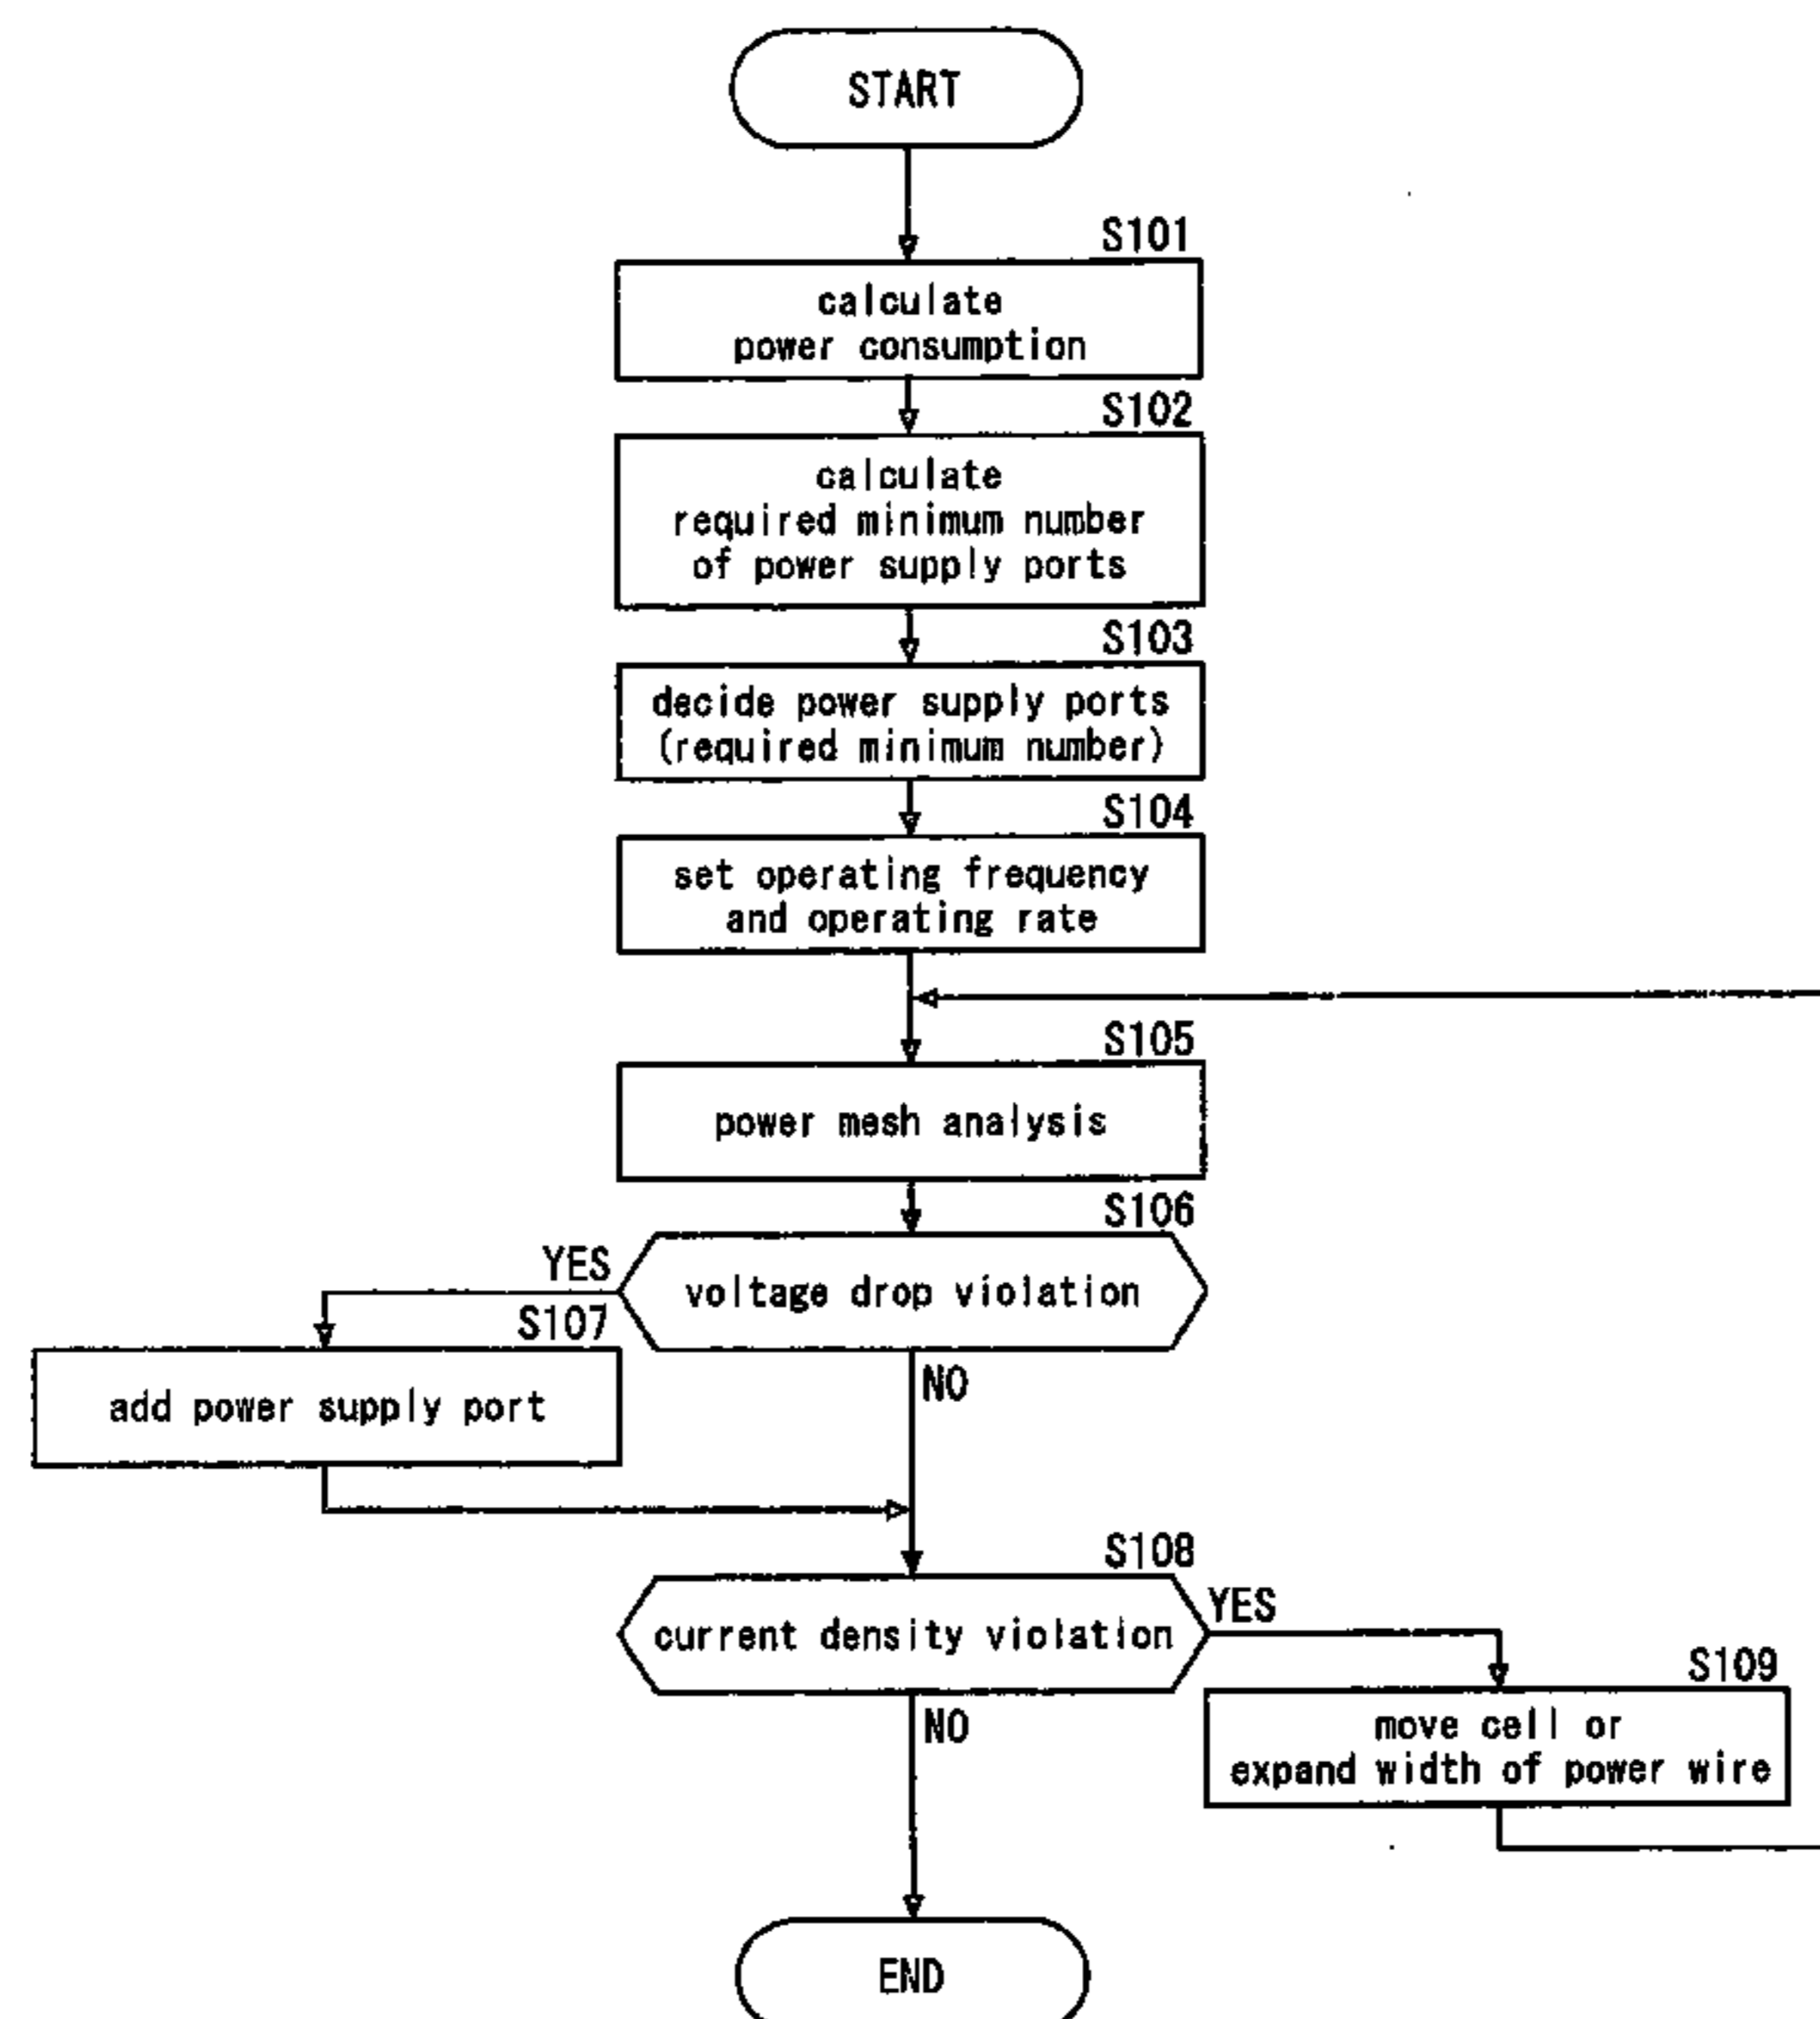 START
S101
calculate
power consumption
S102
calculate
required minimum number
of power supply ports
S103
decide power supply ports
(required minimum number)
S104
set operating frequency
and operating rate
S105
power mesh analysis
S106
YES
voltage drop violation
S107
NO
add power supply port
S108
YES
current density violation
S109
NO
move cell or
expand width of power wire
END